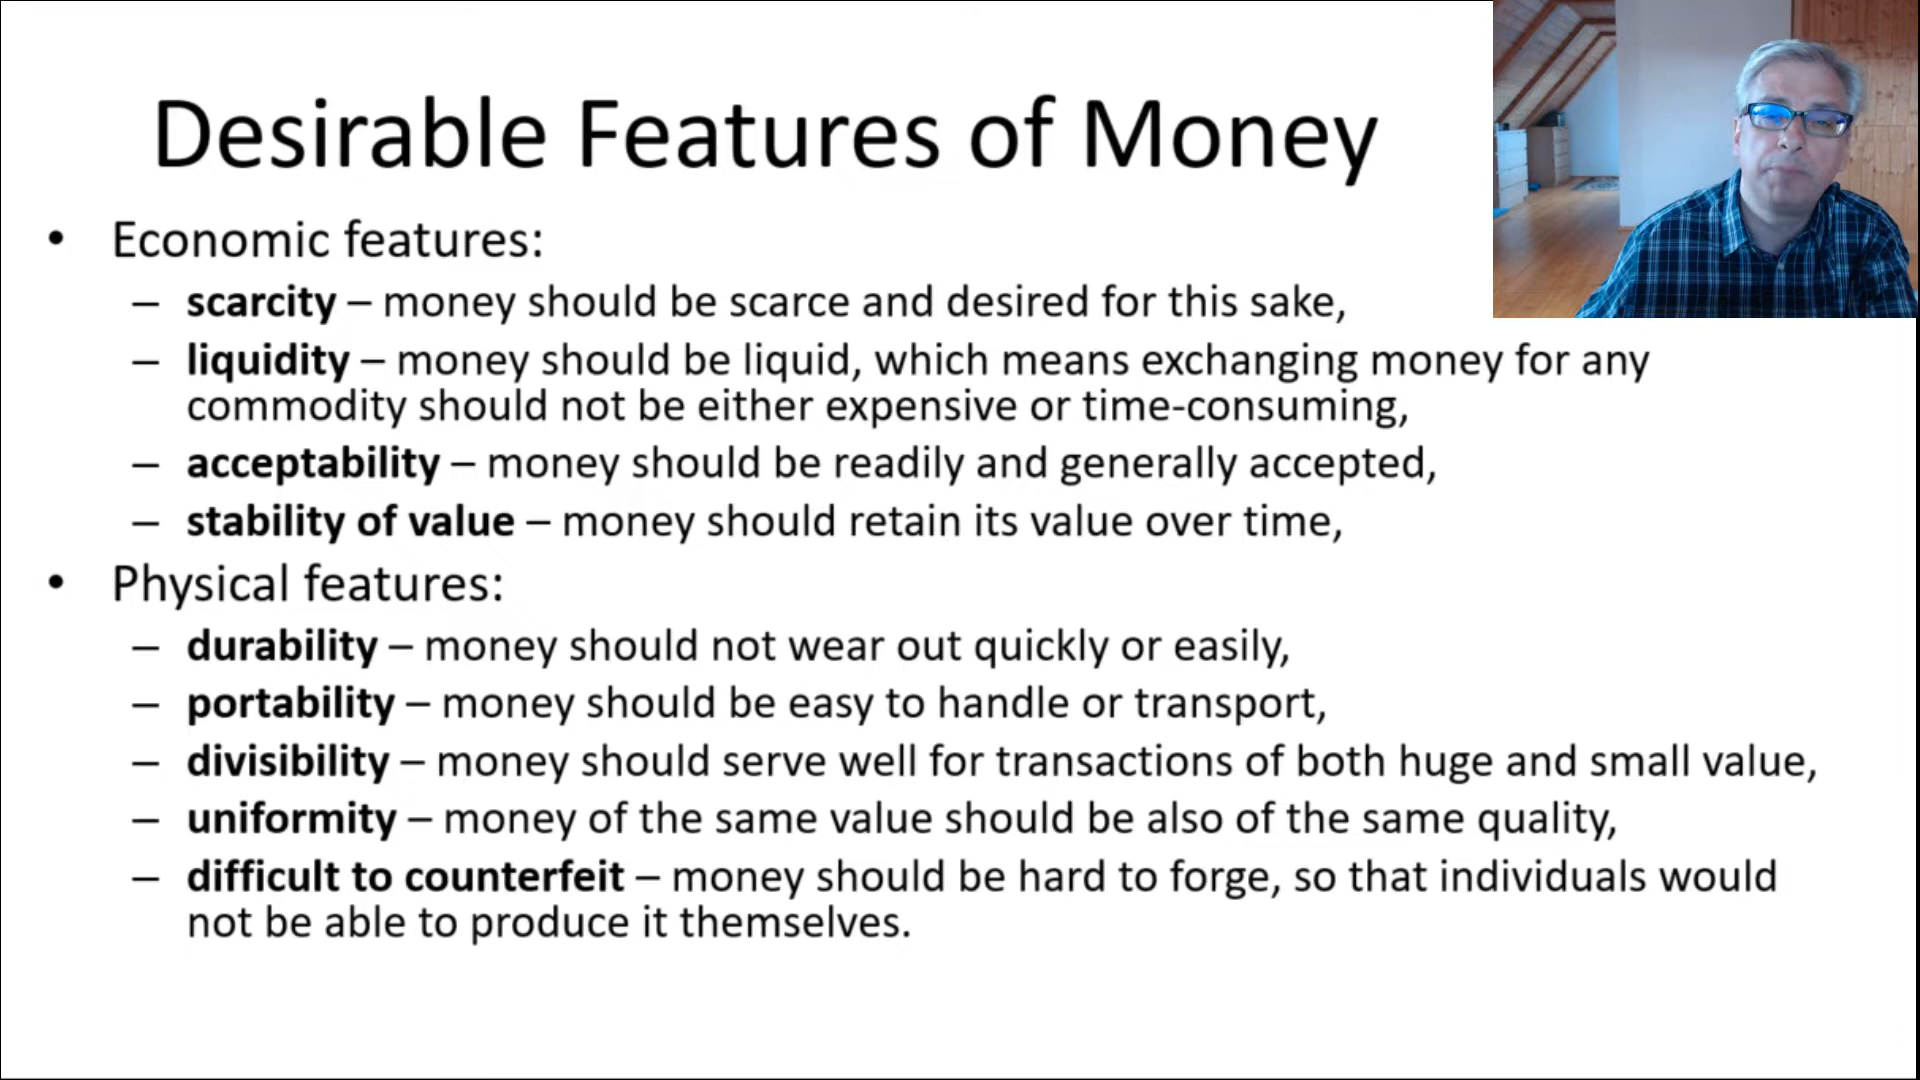 Desirable Features of Money
• Economic features:
– scarcity – money should be scarce and desired for this sake,
– liquidity – money should be liquid, which means exchanging money for any
commodity should not be either expensive or time-consuming,
– acceptability – money should be readily and generally accepted,
– stability of value – money should retain its value over time,
• Physical features:
– durability – money should not wear out quickly or easily,
– portability – money should be easy to handle or transport,
– divisibility – money should serve well for transactions of both huge and small value,
– uniformity – money of the same value should be also of the same quality,
– difficult to counterfeit – money should be hard to forge, so that individuals would
not be able to produce it themselves.